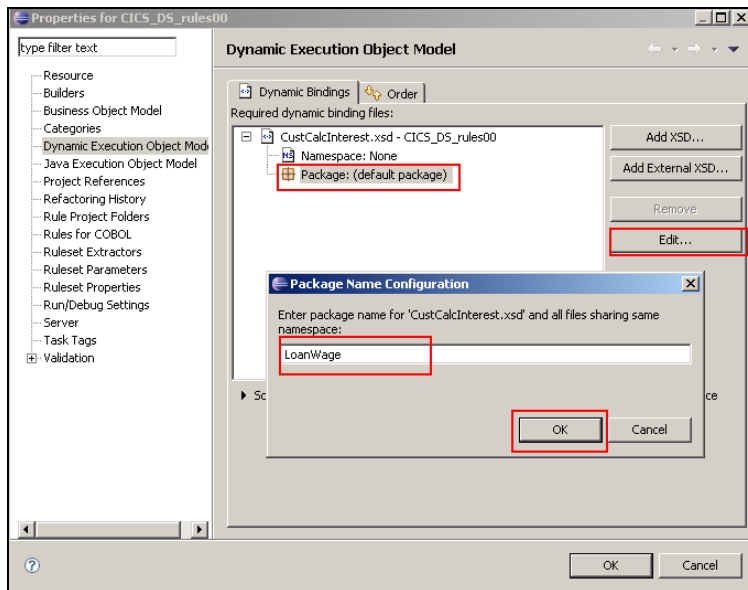 Properties for CICS_DS_rules00
type filter text
Resource
Builders
Business Object Model
Categories
Dynamic Execution Object Mod
Java Execution Object Model
Project References
Refactoring History
Rule Project Folders
Rules for COBOL
Ruleset Extractors
Ruleset Parameters
Ruleset Properties
Run/Debug Settings
Server
Task Tags
Validation
Dynamic Execution Object Model
Dynamic Bindings
Order
Required dynamic binding files:
CustCalcInterest.xsd - CICS_DS_rules00
Namespace: None
Package: (default package)
Add XSD...
Add External XSD...
Remove
Edit...
Package Name Configuration
Enter package name for 'CustCalcInterest.xsd' and all files sharing same
namespace:
LoanWage
OK
Cancel
Sc
ce
OK
Cancel